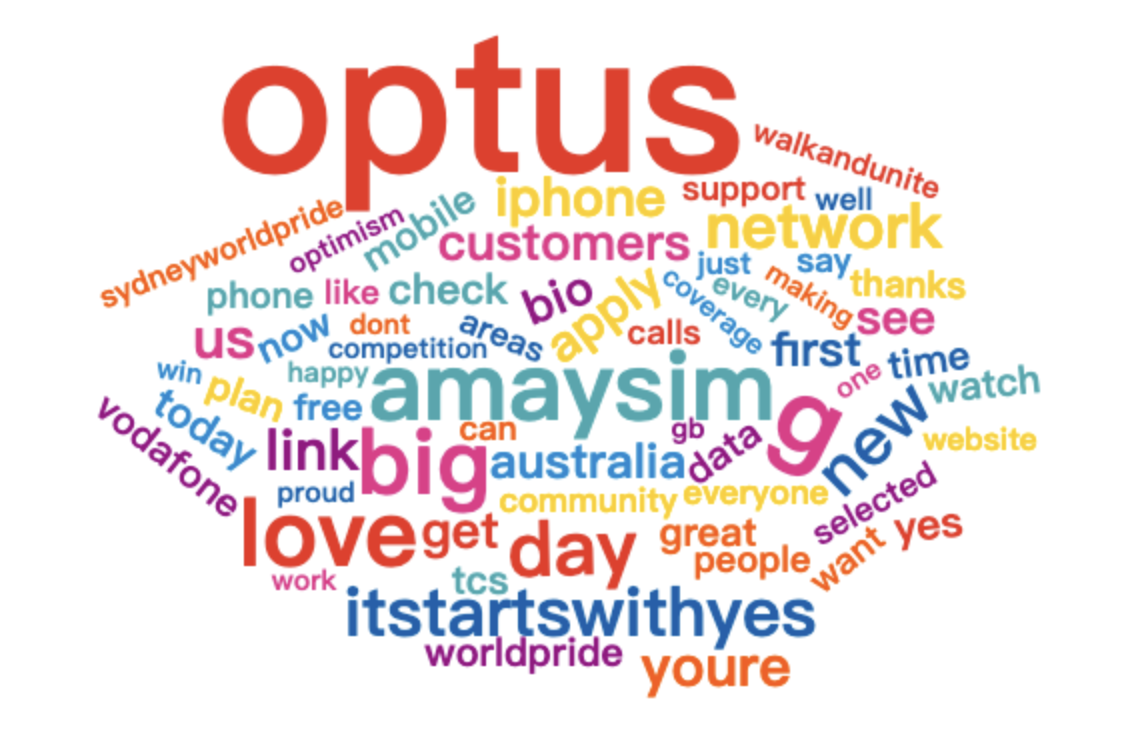 optus
walkandunite
iphone
support
well
sydneyworldpride
optimism
mobile
customers
network
just
say
phone
like
check
bio
apply
coverage
every
making
thanks
us
now
dont
competition
areas
calls
first
see
time
win
plan
happy
free
amaysim
one
watch
vodafone
today
link
big
can
australia
gb
data
g
new
website
proud
community
everyone
selected
love
get
day
great
people
want
yes
work
tcs
itstartswithyes
worldpride
youre